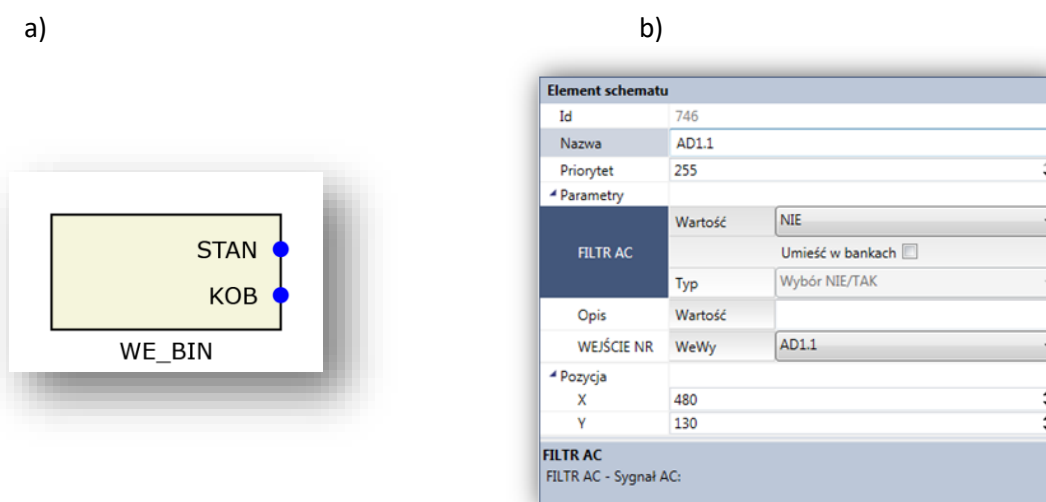 a)
b)
STAN
KOB
WE_BIN
Element schematu
Id 746
Nazwa AD1.1
Priorytet 255
Parametry
FILTR AC Wartość NIE
Umieść w bankach
Typ Wybór NIE/TAK
Opis Wartość
WEJŚCIE NR WeWy AD1.1
Pozycja
X 480
Y 130
FILTR AC
FILTR AC - Sygnał AC: